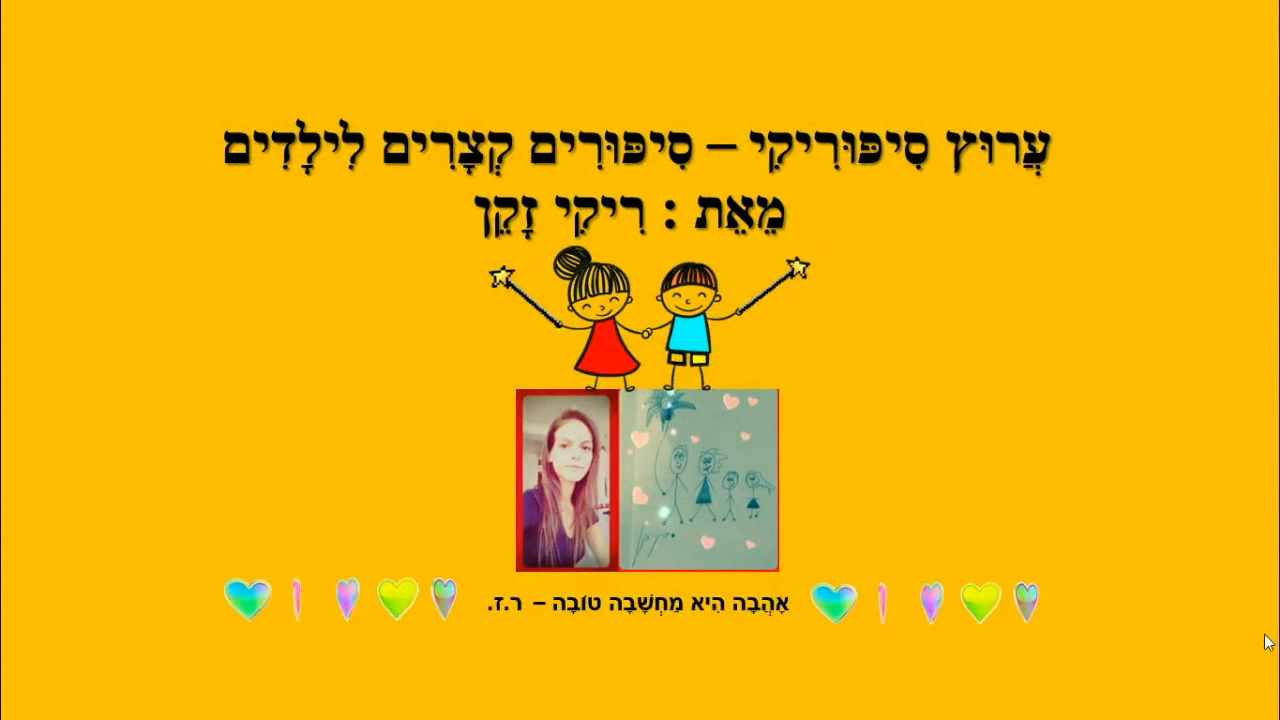 עֲרוּץ סִיפּוּרִיקִי – סִיפּוּרִים קְצָרִים לִילָדִים
מֵאֵת : רִיקִי זָקֵן
אַהֲבָה הִיא מַחְשָׁבָה טוֹבָה – ר.ז.